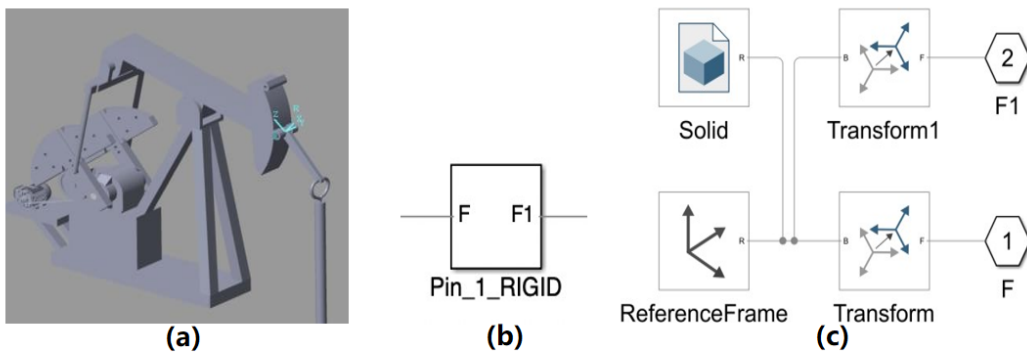 Z
R
F
F1
Pin_1_RIGID
(a)
(b)
R
Solid
B
F
Transform1
2
F1
R
ReferenceFrame
B
F
Transform
1
F
(c)